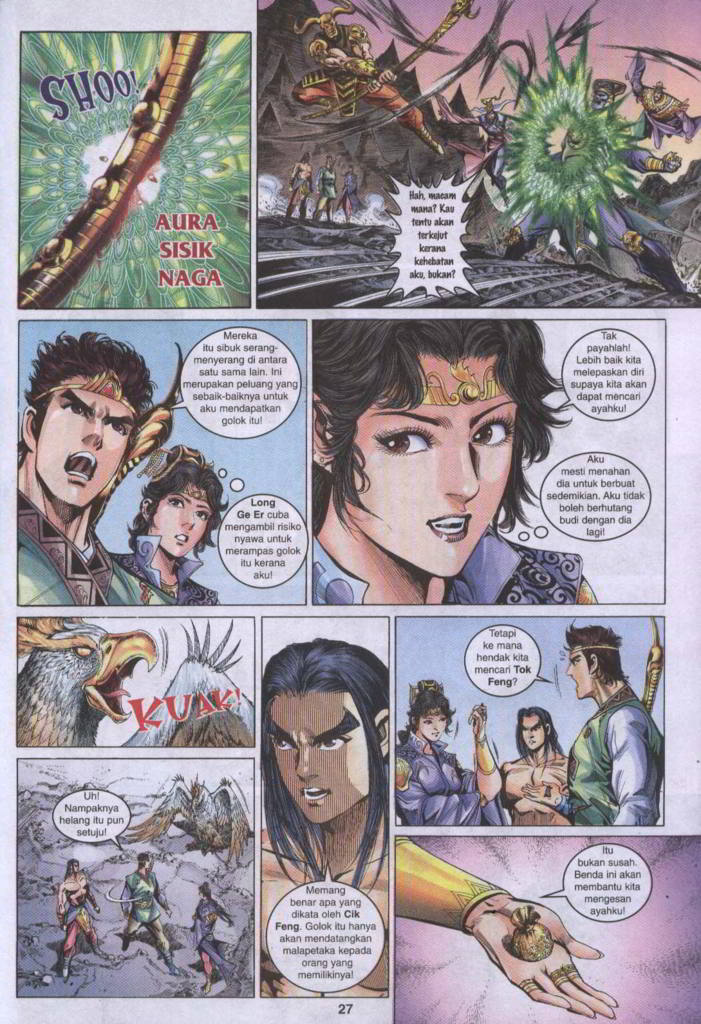 SHOO!
AURA
SISIK
NAGA
Hah, macam
mana? Kau
tentu akan
terkejut
kerana
kehebatan
aku, bukan?
Mereka
itu sibuk serang-
menyerang di antara
satu sama lain. Ini
merupakan peluang yang
sebaik-baiknya untuk
aku mendapatkan
golok itu!
Long
Ge Er cuba
mengambil risiko
nyawa untuk
merampas golok
itu kerana
aku!
Tak
payahlah!
Lebih baik kita
melepaskan diri
supaya kita akan
dapat mencari
ayahku!
Aku
mesti menahan
dia untuk berbuat
sedemikian. Aku tidak
boleh berhutang
budi dengan dia
lagi!
KUAK!
Uh!
Nampaknya
helang itu pun
setuju!
Memang
benar apa yang
dikata oleh Cik
Feng. Golok itu hanya
akan mendatangkan
malapetaka kepada
orang yang
memilikinya!
Tetapi
ke mana
hendak kita
mencari Tok
Feng?
Itu
bukan susah.
Benda ini akan
membantu kita
mengesan
ayahku!
27